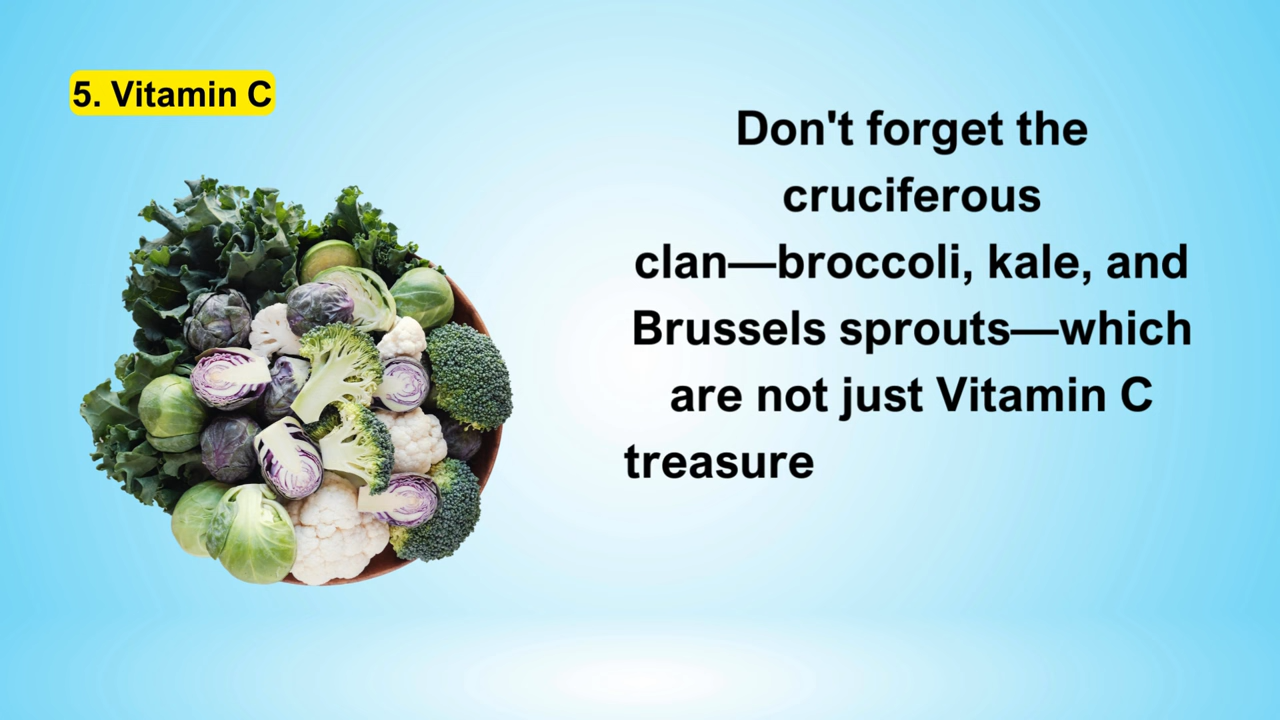 5. Vitamin C
Don't forget the
cruciferous
clan—broccoli, kale, and
Brussels sprouts—which
are not just Vitamin C
treasure